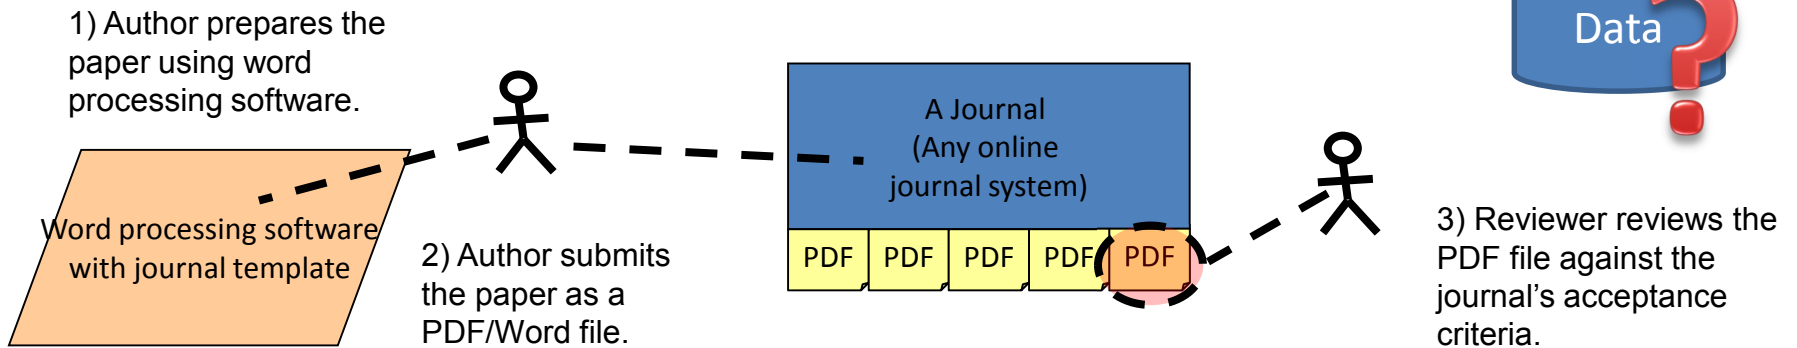 1) Author prepares the
paper using word
processing software.
Word processing software
with journal template
2) Author submits
the paper as a
PDF/Word file.
A Journal
(Any online
journal system)
PDF PDF PDF PDF PDF
Data
?
3) Reviewer reviews the
PDF file against the
journal’s acceptance
criteria.